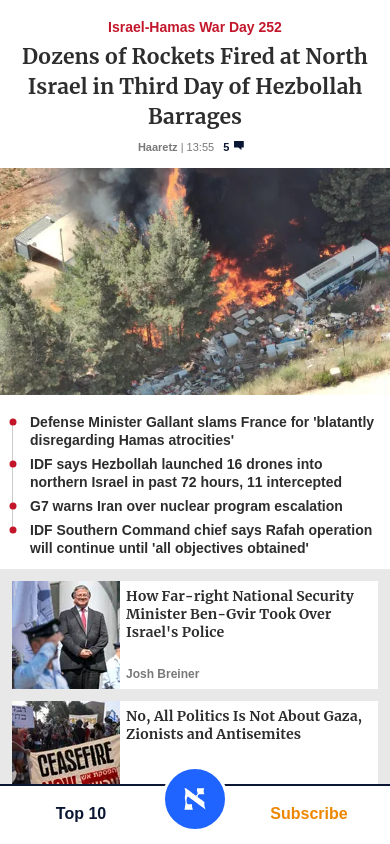 Israel-Hamas War Day 252
Dozens of Rockets Fired at North
Israel in Third Day of Hezbollah
Barrages
Haaretz | 13:55 5
Defense Minister Gallant slams France for 'blatantly
disregarding Hamas atrocities'
IDF says Hezbollah launched 16 drones into
northern Israel in past 72 hours, 11 intercepted
G7 warns Iran over nuclear program escalation
IDF Southern Command chief says Rafah operation
will continue until 'all objectives obtained'
How Far-right National Security
Minister Ben-Gvir Took Over
Israel's Police
Josh Breiner
No, All Politics Is Not About Gaza,
Zionists and Antisemites
CEASEFIRE
Top 10
א
Subscribe